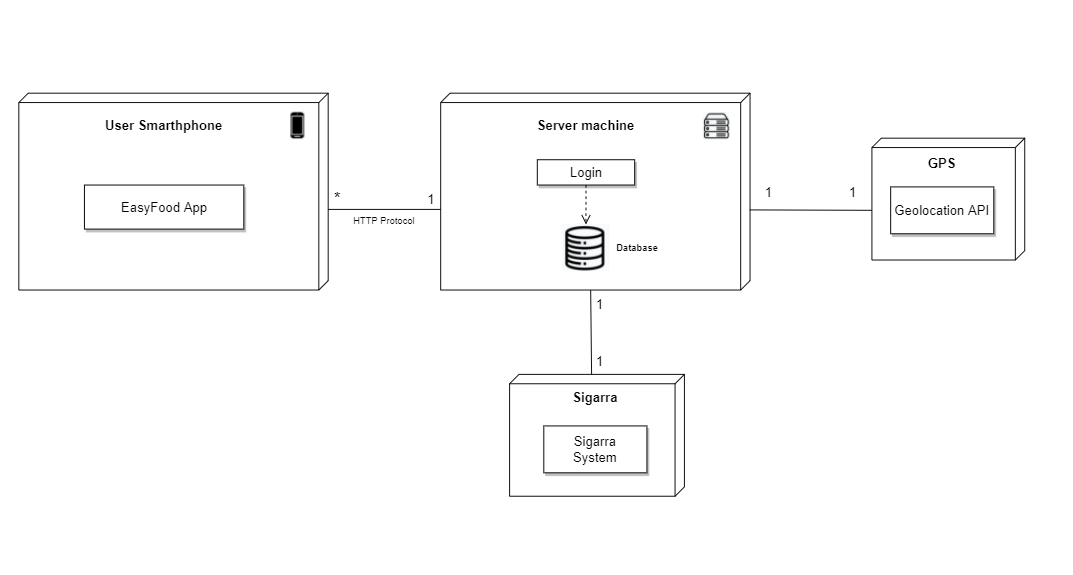 User Smarthphone
EasyFood App
*
1
HTTP Protocol
Server machine
Login
Database
1
1
GPS
Geolocation API
1
1
Sigarra
Sigarra
System